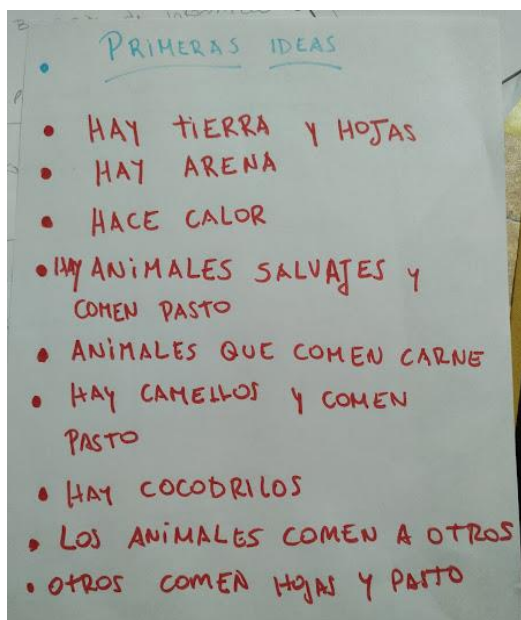 • PRIMERAS IDEAS
• HAY TIERRA Y HOJAS
• HAY ARENA
• HACE CALOR
• HAY ANIMALES SALVAJES Y
COMEN PASTO
• ANIMALES QUE COMEN CARNE
• HAY CAMELLOS Y COMEN
PASTO
• HAY COCODRILOS
• LOS ANIMALES COMEN A OTROS
• OTROS COMEN HOJAS Y PASTO